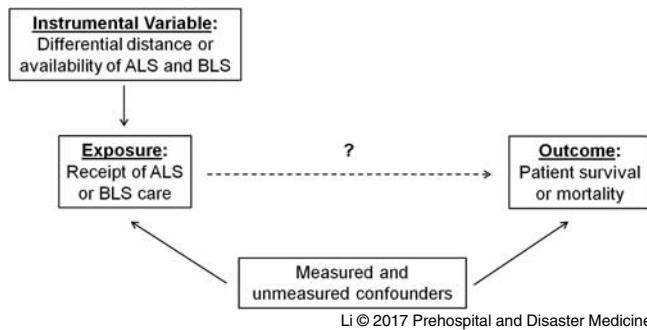 Instrumental Variable:
Differential distance or
availability of ALS and BLS
Exposure:
Receipt of ALS
or BLS care
?
Outcome:
Patient survival
or mortality
Measured and
unmeasured confounders
Li © 2017 Prehospital and Disaster Medicine